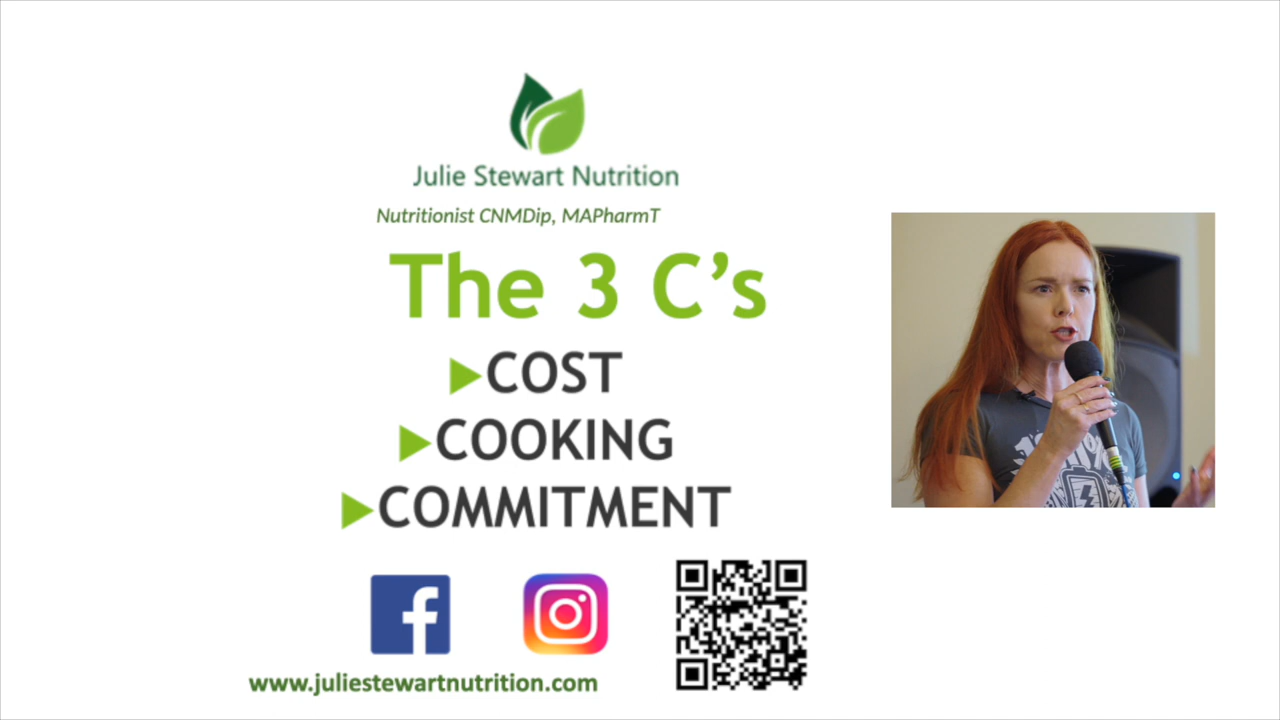 Julie Stewart Nutrition
Nutritionist CNMDip, MAPharmT
The 3 C’s
COST
COOKING
COMMITMENT
www.juliestewartnutrition.com